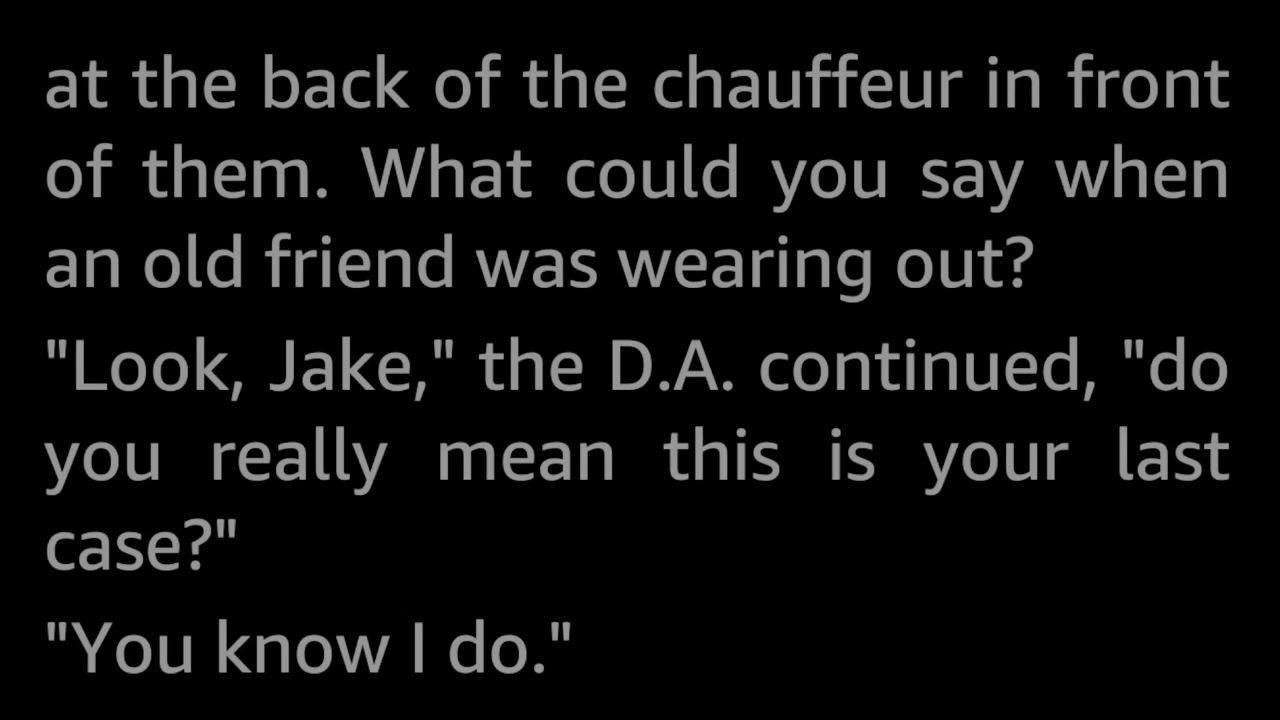 at the back of the chauffeur in front
of them. What could you say when
an old friend was wearing out?
"Look, Jake," the D.A. continued, "do
you really mean this is your last
case?"
"You know I do."